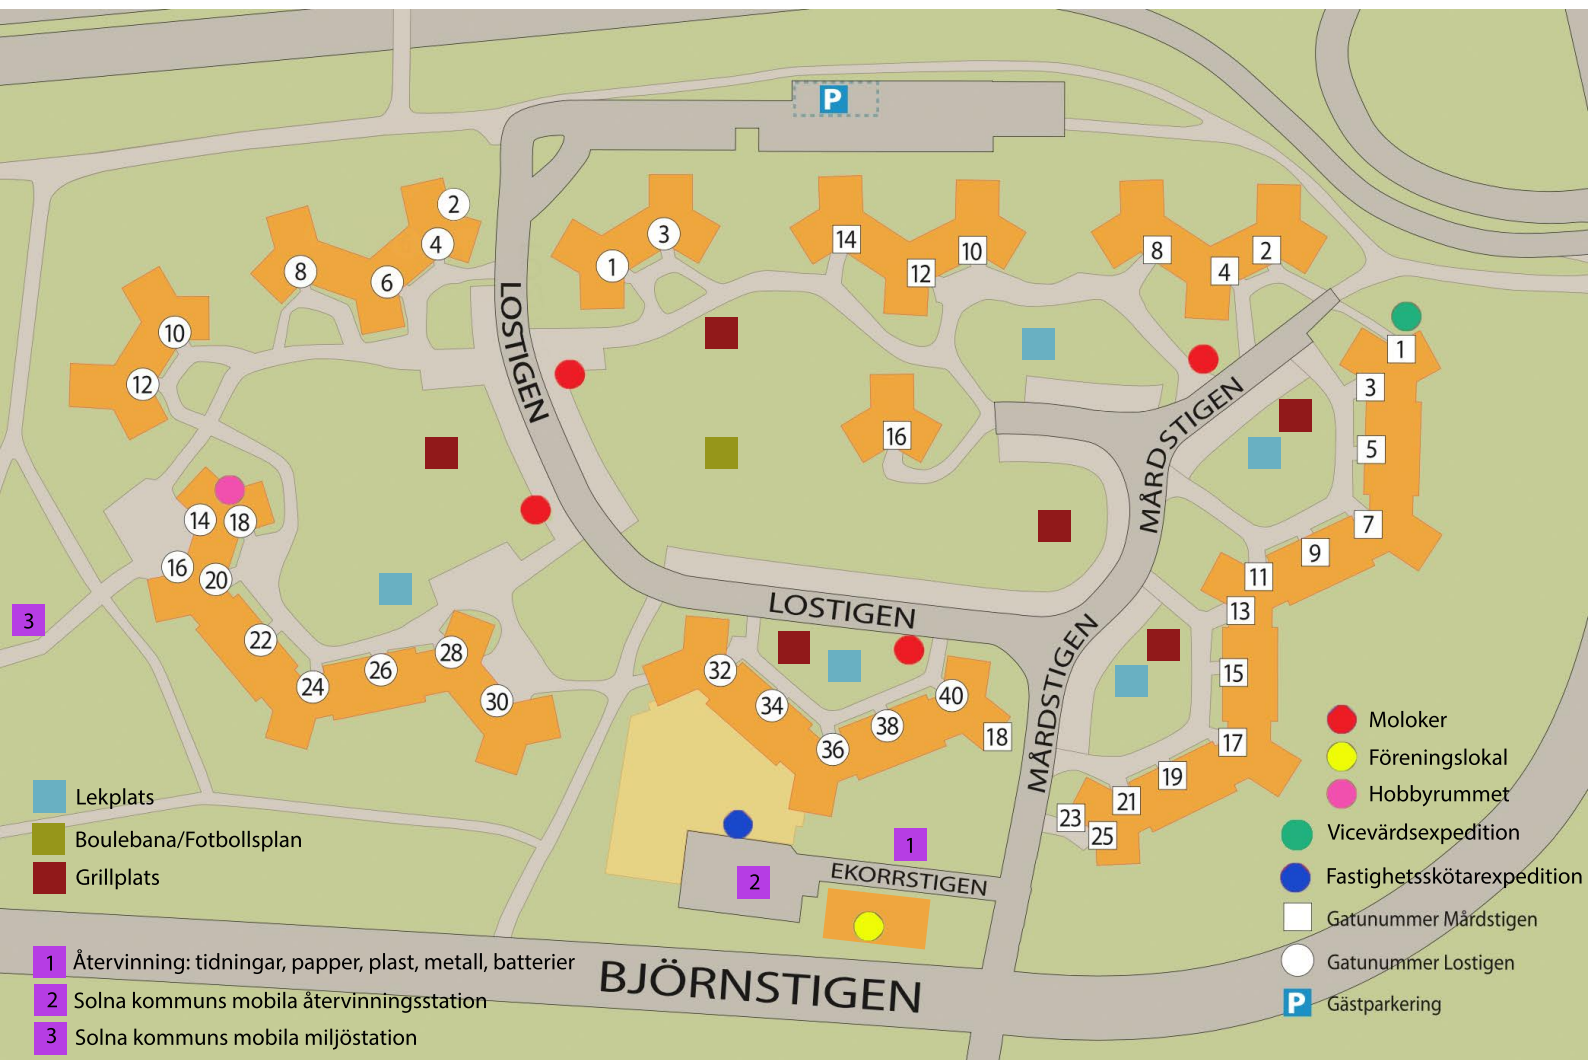 P
2
4
3
14
10
8
2
1
8
6
12
4
10
12
LOSTIGEN
1
3
MÅRDSTIGEN
16
5
14
18
7
9
16
20
11
13
3
LOSTIGEN
22
28
32
26
24
30
34
40
38
36
18
MÅRDSTIGEN
15
17
19
21
23
25
1
2
EKORRSTIGEN
BJÖRNSTIGEN
Lekplats
Boulebana/Fotbollsplan
Grillplats
1 Återvinning: tidningar, papper, plast, metall, batterier
2 Solna kommuns mobila återvinningsstation
3 Solna kommuns mobila miljöstation
Moloker
Föreningslokal
Hobbyrummet
Vicevärdsexpedition
Fastighetsskötarexpedition
Gatunummer Mårdstigen
Gatunummer Lostigen
P Gästparkering